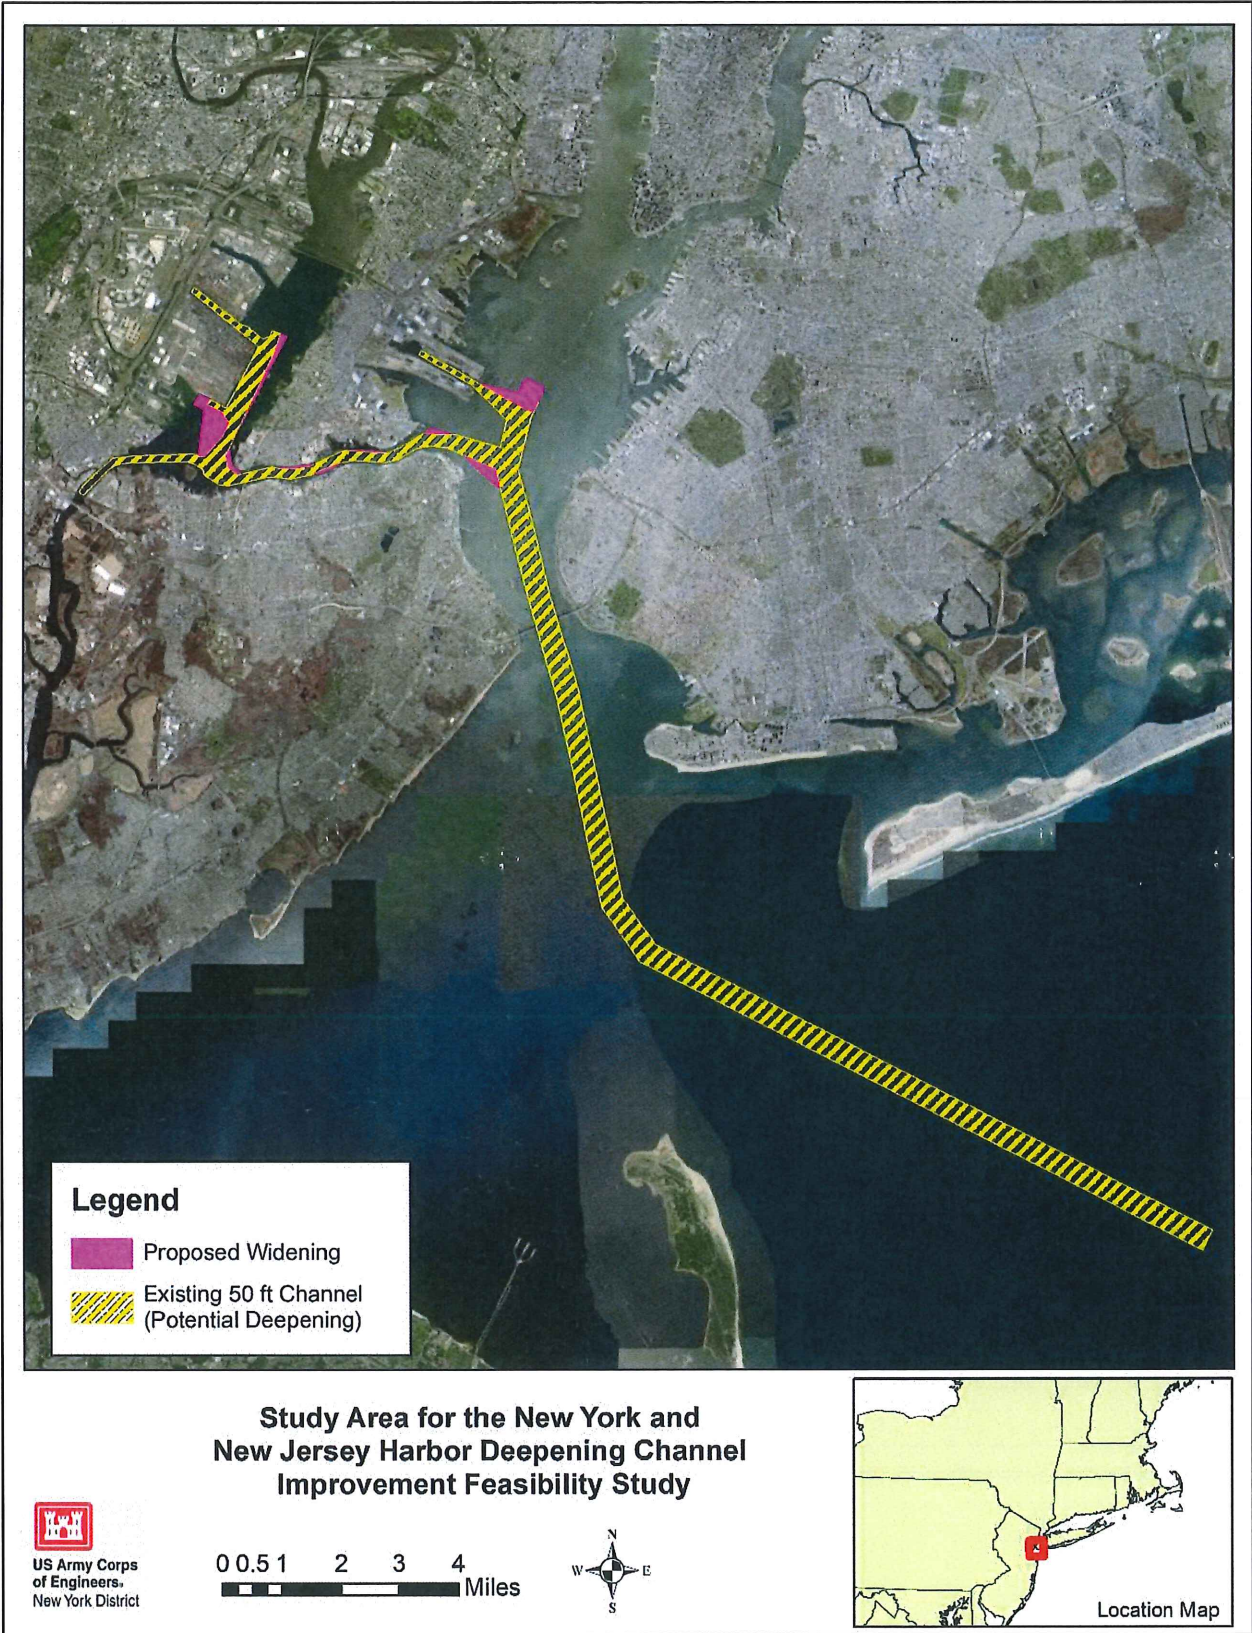 Legend
Proposed Widening
Existing 50 ft Channel
(Potential Deepening)
Study Area for the New York and
New Jersey Harbor Deepening Channel
Improvement Feasibility Study
US Army Corps
of Engineers®
New York District
0 0.5 1 2 3 4
Miles
N
W E
S
Location Map